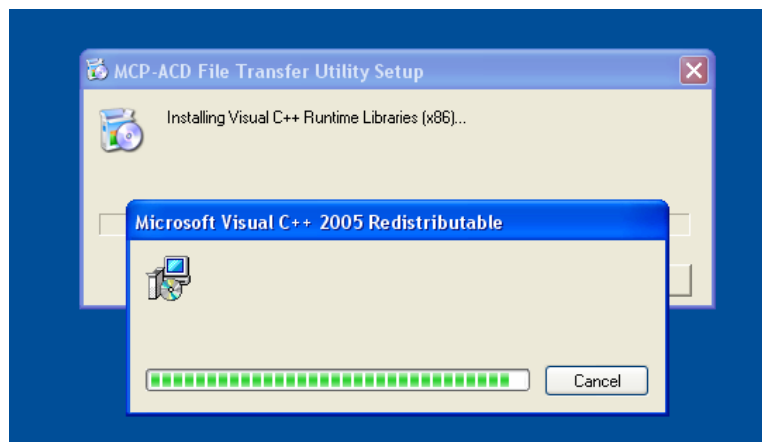 MCP-ACD File Transfer Utility Setup
Installing Visual C++ Runtime Libraries (x86)...
Microsoft Visual C++ 2005 Redistributable
Cancel